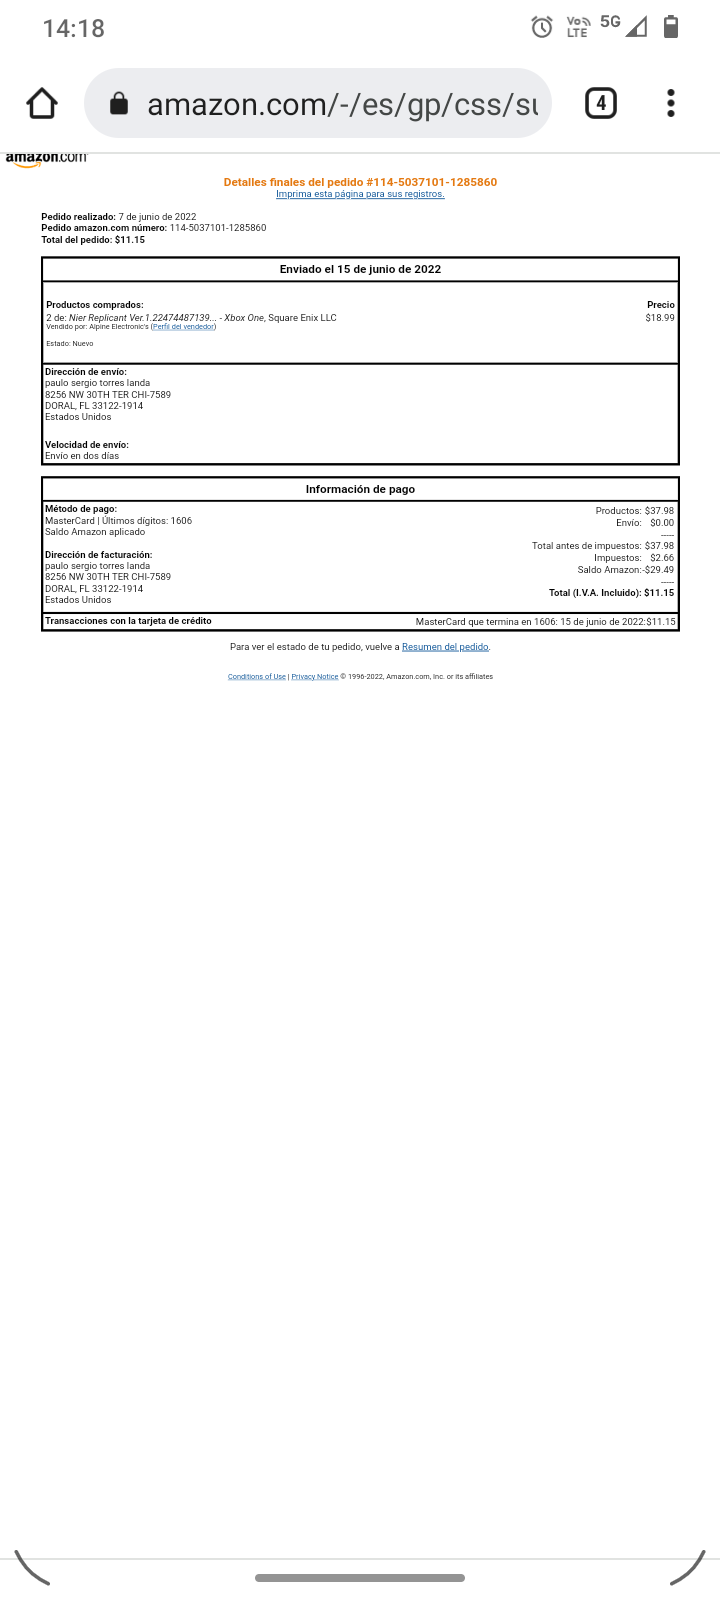 14:18
Vo LTE 5G
amazon.com/-/es/gp/css/su
4
amazon.com
Detalles finales del pedido #114-5037101-1285860
Imprima esta página para sus registros.
Pedido realizado: 7 de junio de 2022
Pedido amazon.com número: 114-5037101-1285860
Total del pedido: $11.15
Enviado el 15 de junio de 2022
Productos comprados: Precio
2 de: Nier Replicant Ver.1.22474487139... - Xbox One, Square Enix LLC $18.99
Vendido por: Alpine Electronic's (Perfil del vendedor)
Estado: Nuevo
Dirección de envío:
paulo sergio torres landa
8256 NW 30TH TER CHI-7589
DORAL, FL 33122-1914
Estados Unidos
Velocidad de envío:
Envío en dos días
Información de pago
Método de pago:
MasterCard | Últimos dígitos: 1606
Saldo Amazon aplicado
Dirección de facturación:
paulo sergio torres landa
8256 NW 30TH TER CHI-7589
DORAL, FL 33122-1914
Estados Unidos
Productos: $37.98
Envío: $0.00
-----
Total antes de impuestos: $37.98
Impuestos: $2.66
Saldo Amazon:-$29.49
-----
Total (I.V.A. Incluido): $11.15
Transacciones con la tarjeta de crédito MasterCard que termina en 1606: 15 de junio de 2022:$11.15
Para ver el estado de tu pedido, vuelve a Resumen del pedido.
Conditions of Use | Privacy Notice © 1996-2022, Amazon.com, Inc. or its affiliates